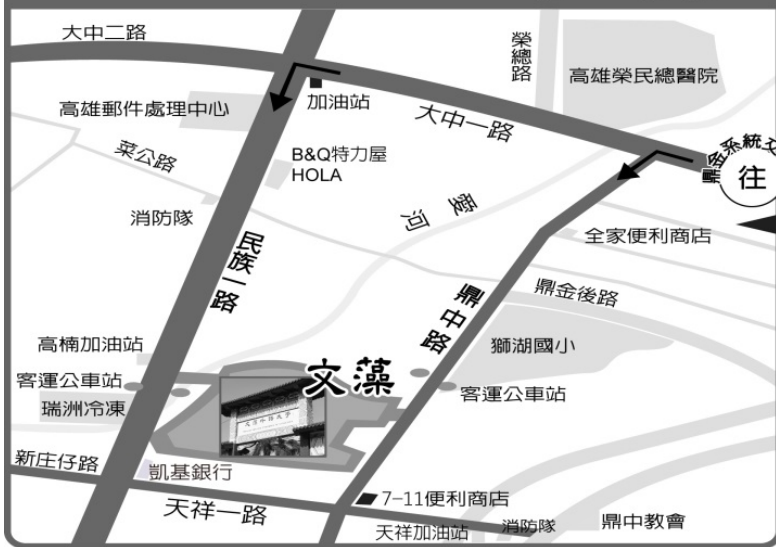 大中二路
榮總路
高雄榮民總醫院
高雄郵件處理中心
加油站
大中一路
菜公路
B&Q特力屋
HOLA
愛河
鼎金系統交
往
消防隊
民族一路
全家便利商店
鼎中路
鼎金後路
高楠加油站
獅湖國小
文藻
客運公車站
客運公車站
瑞洲冷凍
新庄仔路
凱基銀行
天祥一路
7-11便利商店
天祥加油站
消防隊
鼎中教會